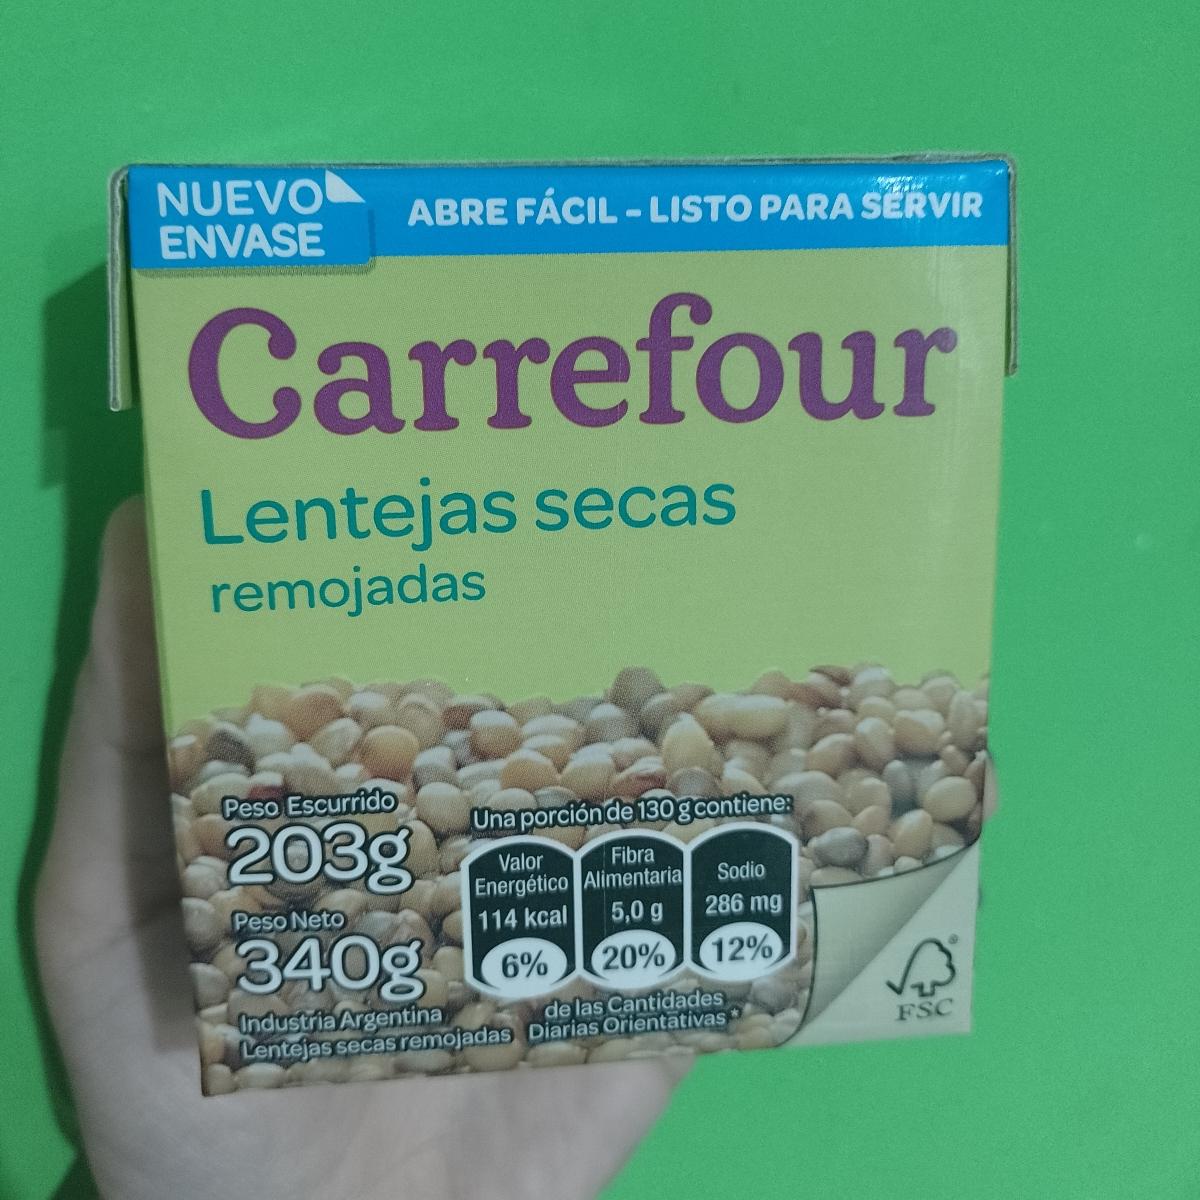 NUEVO
ENVASE
ABRE FÁCIL - LISTO PARA SERVIR
Carrefour
Lentejas secas
remojadas
Peso Escurrido
203g
Peso Neto
340g
Industria Argentina
Lentejas secas remojadas
Una porción de 130 g contiene:
Valor
Energético
114 kcal
6%
Fibra
Alimentaria
5,0 g
20%
Sodio
286 mg
12%
de las Cantidades
Diarias Orientativas *
®
FSC